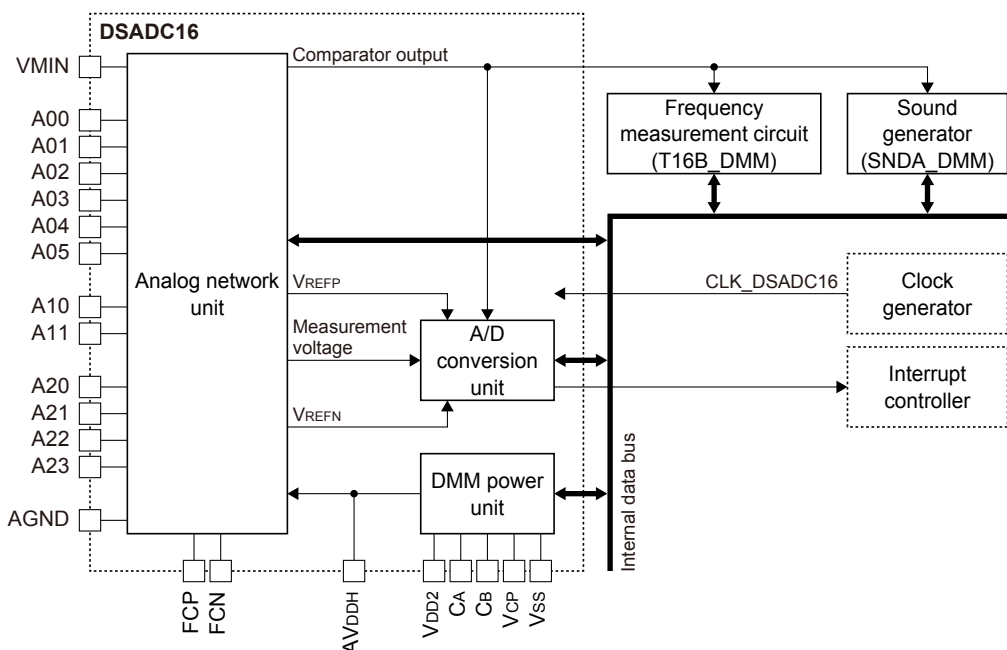 DSADC16
VMIN
A00
A01
A02
A03
A04
A05
A10
A11
A20
A21
A22
A23
AGND
Analog network
unit
Comparator output
VREFP
Measurement
voltage
VREFN
A/D
conversion
unit
DMM power
unit
Frequency
measurement circuit
(T16B_DMM)
Sound
generator
(SNDA_DMM)
CLK_DSADC16
Clock
generator
Interrupt
controller
Internal data bus
FCP
FCN
AVDDH
VDD2
CA
CB
VCP
VSS